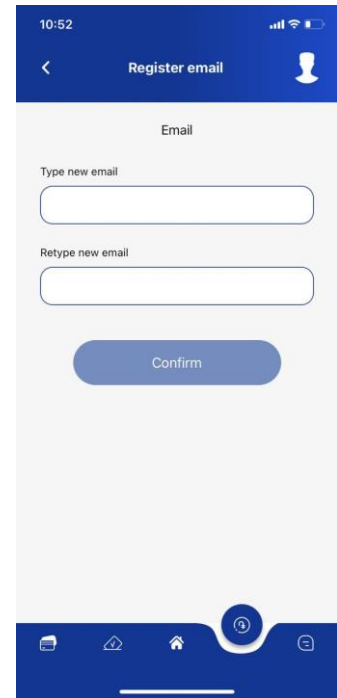 10:52
Register email
Email
Type new email
Retype new email
Confirm